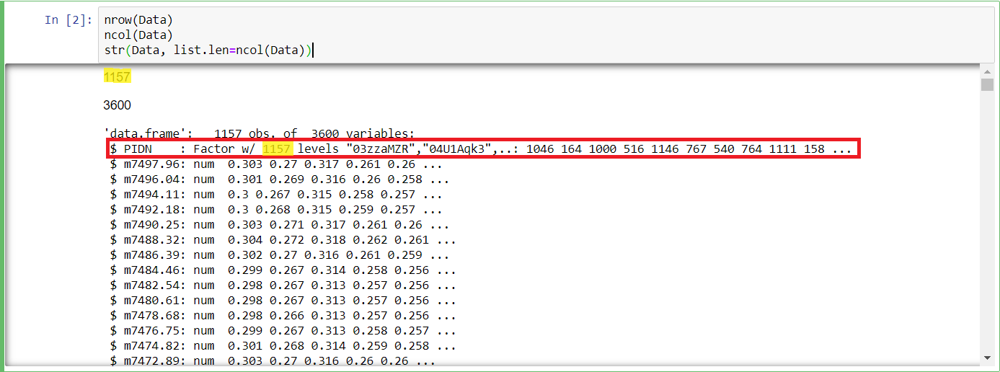 In [2]: nrow(Data)
ncol(Data)
str(Data, list.len=ncol(Data))
1157
3600
'data.frame': 1157 obs. of 3600 variables:
$ PIDN : Factor w/ 1157 levels "03zzaMZR","04U1Aqk3",..: 1046 164 1000 516 1146 767 540 764 1111 158 ...
$ m7497.96: num 0.303 0.27 0.317 0.261 0.26 ...
$ m7496.04: num 0.301 0.269 0.316 0.26 0.258 ...
$ m7494.11: num 0.3 0.267 0.315 0.258 0.257 ...
$ m7492.18: num 0.3 0.268 0.315 0.259 0.257 ...
$ m7490.25: num 0.303 0.271 0.317 0.261 0.26 ...
$ m7488.32: num 0.304 0.272 0.318 0.262 0.261 ...
$ m7486.39: num 0.302 0.27 0.316 0.261 0.259 ...
$ m7484.46: num 0.299 0.267 0.314 0.258 0.256 ...
$ m7482.54: num 0.298 0.267 0.313 0.257 0.256 ...
$ m7480.61: num 0.298 0.267 0.313 0.257 0.256 ...
$ m7478.68: num 0.298 0.266 0.313 0.257 0.256 ...
$ m7476.75: num 0.299 0.267 0.313 0.258 0.257 ...
$ m7474.82: num 0.301 0.268 0.314 0.259 0.258 ...
$ m7472.89: num 0.303 0.27 0.316 0.26 0.26 ...